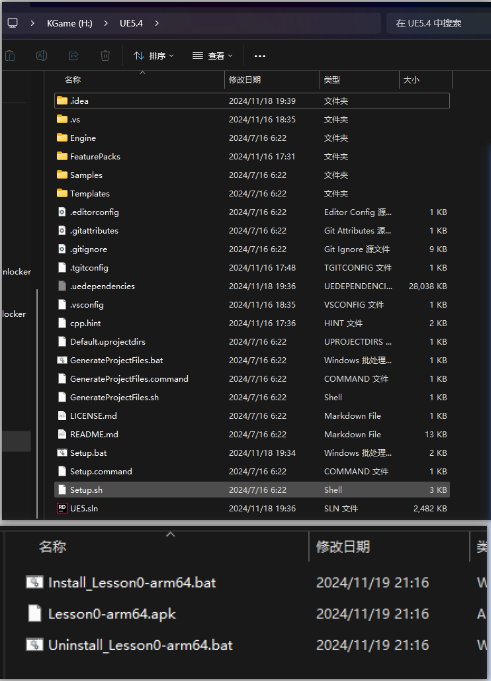 KGame (H:) > UE5.4 >
在 UE5.4 中搜索
排序 查看 ...
名称 修改日期 类型 大小
.idea 2024/11/18 19:39 文件夹
.vs 2024/11/16 18:35 文件夹
Engine 2024/7/16 6:22 文件夹
FeaturePacks 2024/11/16 17:31 文件夹
Samples 2024/7/16 6:22 文件夹
Templates 2024/7/16 6:22 文件夹
.editorconfig 2024/7/16 6:22 Editor Config 源... 1 KB
.gitattributes 2024/7/16 6:22 Git Attributes 源... 1 KB
.gitignore 2024/7/16 6:22 Git Ignore 源文件 9 KB
.tgitconfig 2024/11/16 17:48 TGITCONFIG 文件 1 KB
.uedependencies 2024/11/18 19:36 UEDEPENDENCI... 28,038 KB
.vsconfig 2024/11/16 18:35 VSCONFIG 文件 1 KB
cpp.hint 2024/11/16 17:36 HINT 文件 2 KB
Default.uprojectdirs 2024/7/16 6:22 UPROJECTDIRS ... 1 KB
GenerateProjectFiles.bat 2024/7/16 6:22 Windows 批处理... 1 KB
GenerateProjectFiles.command 2024/7/16 6:22 COMMAND 文件 1 KB
GenerateProjectFiles.sh 2024/7/16 6:22 Shell 1 KB
LICENSE.md 2024/7/16 6:22 Markdown File 1 KB
README.md 2024/7/16 6:22 Markdown File 13 KB
Setup.bat 2024/11/18 19:34 Windows 批处理... 2 KB
Setup.command 2024/7/16 6:22 COMMAND 文件 1 KB
Setup.sh 2024/7/16 6:22 Shell 3 KB
UE5.sln 2024/11/18 19:36 SLN 文件 2,482 KB
nlocker
locker
名称 修改日期 类
Install_Lesson0-arm64.bat 2024/11/19 21:16 W
Lesson0-arm64.apk 2024/11/19 21:16 A
Uninstall_Lesson0-arm64.bat 2024/11/19 21:16 W